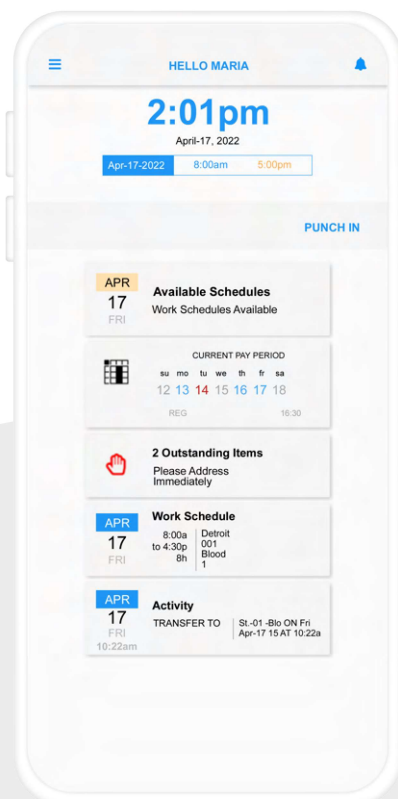 HELLO MARIA
2:01pm
April-17, 2022
Apr-17-2022 8:00am 5:00pm
PUNCH IN
APR
17
FRI
Available Schedules
Work Schedules Available
CURRENT PAY PERIOD
su mo tu we th fr sa
12 13 14 15 16 17 18
REG 16:30
2 Outstanding Items
Please Address
Immediately
APR
17
FRI
Work Schedule
8:00a
to 4:30p
8h
Detroit
001
Blood
1
APR
17
FRI
10:22am
Activity
TRANSFER TO
St.-01 -Blo ON Fri
Apr-17 15 AT 10:22a